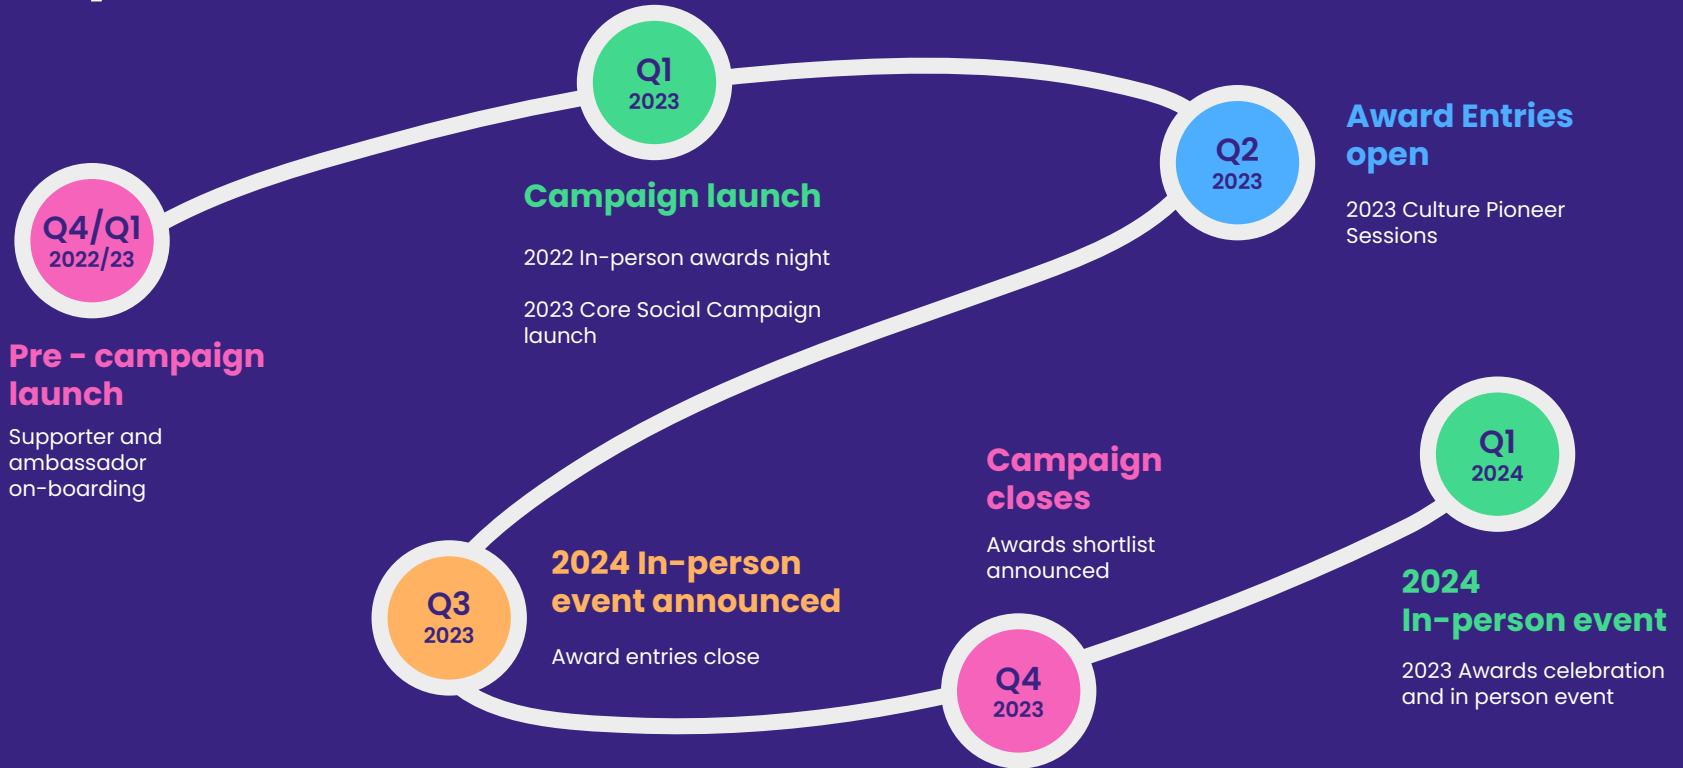 Q4/Q1
2022/23
Pre - campaign
launch
Supporter and
ambassador
on-boarding
Q1
2023
Campaign launch
2022 In-person awards night
2023 Core Social Campaign
launch
Q2
2023
Award Entries
open
2023 Culture Pioneer
Sessions
Q3
2023
2024 In-person
event announced
Award entries close
Campaign
closes
Awards shortlist
announced
Q4
2023
Q1
2024
2024
In-person event
2023 Awards celebration
and in person event